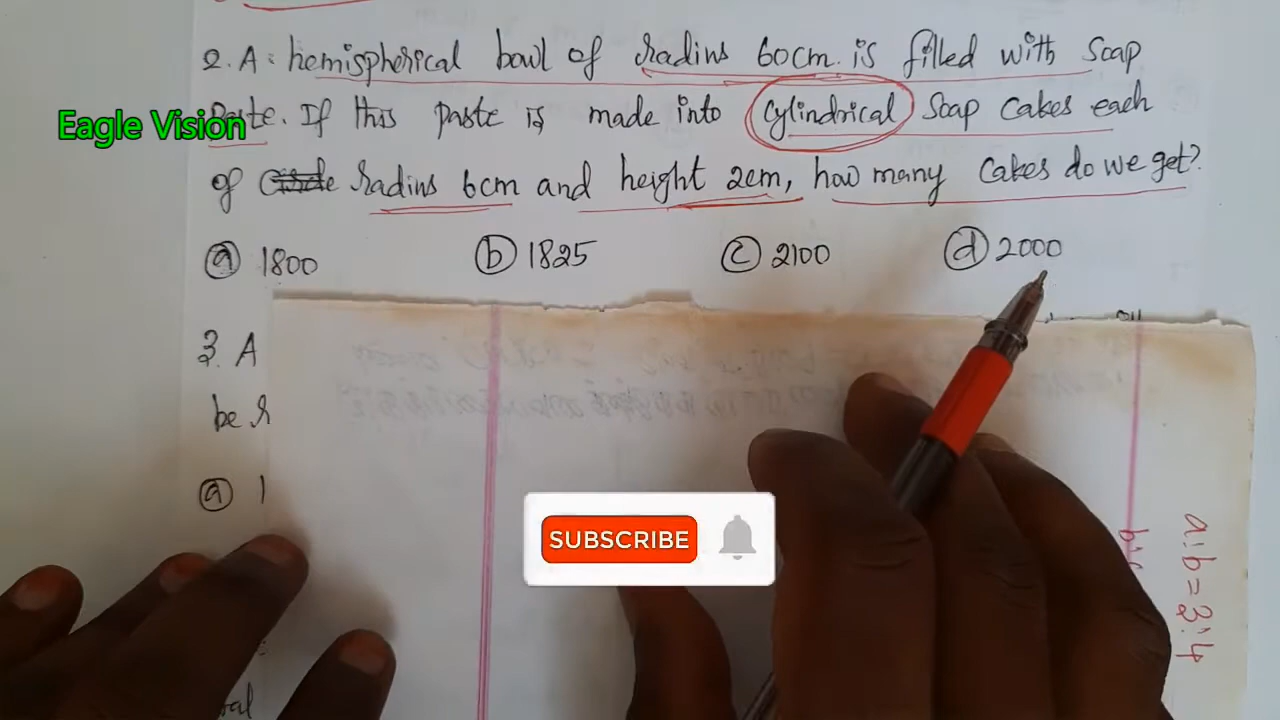 2. A hemispherical bowl of radius 60cm is filled with Soap
Paste. If this paste is made into Cylindrical Soap Cakes each
of radius 6cm and height 2cm, how many Cakes do we get?
(a) 1800 (b) 1825 (c) 2100 (d) 2000
3. A
be
(a) 1
Eagle Vision
SUBSCRIBE
a:b = 3:4